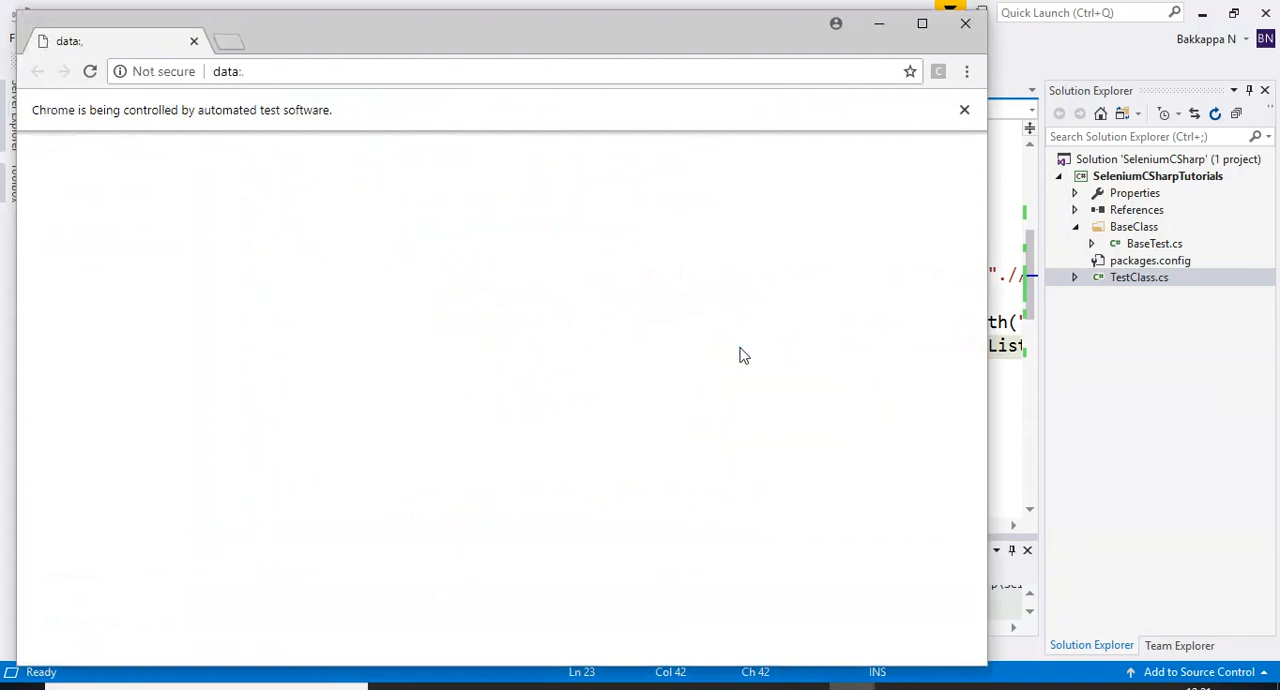 Quick Launch (Ctrl+Q)
data:,
Bakkappa N
BN
Not secure
data:,
C
Solution Explorer
Chrome is being controlled by automated test software.
Search Solution Explorer (Ctrl+;)
Solution 'SeleniumCSharp' (1 project)
C# SeleniumCSharpTutorials
Properties
References
BaseClass
C# BaseTest.cs
packages.config
C# TestClass.cs
".//
th("
List
Solution Explorer
Team Explorer
Ready
Ln 23
Col 42
Ch 42
INS
Add to Source Control